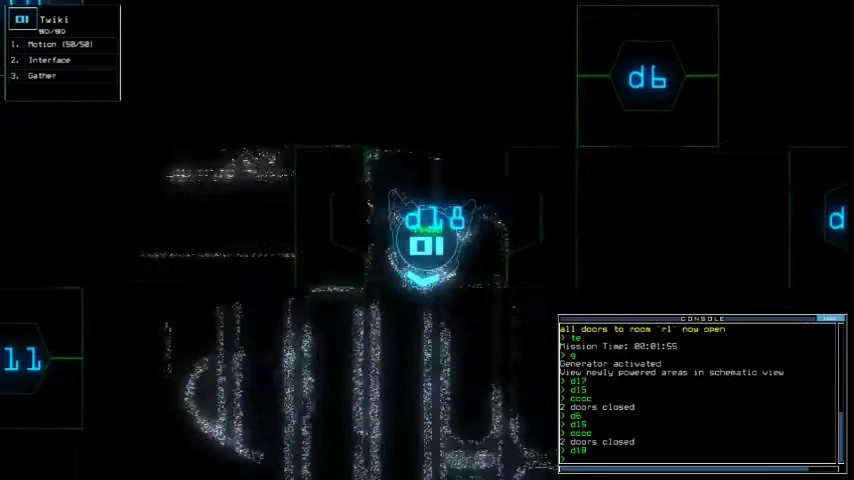 01 Twiki
90/90
1. Motion (50/50)
2. Interface
3. Gather
d6
01
d
11
CONSOLE
all doors to room 'r1' now open
> te
Mission Time: 00:01:55
> g
Generator activated
View newly powered areas in schematic view
> d17
> d15
> cccc
2 doors closed
> d6
> d15
> cccc
2 doors closed
> d18
>